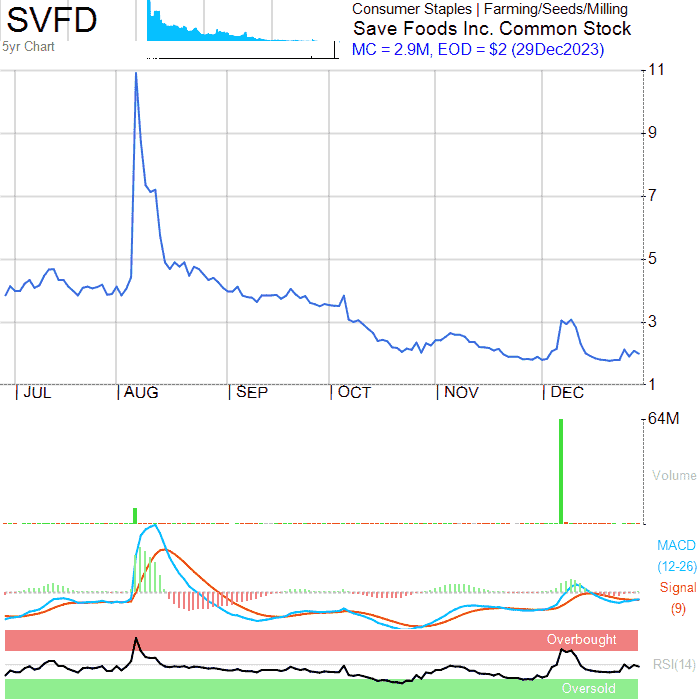 SVFD
5yr Chart
Consumer Staples | Farming/Seeds/Milling
Save Foods Inc. Common Stock
MC = 2.9M, EOD = $2 (29Dec2023)
11
9
7
5
3
1
JUL AUG SEP OCT NOV DEC
64M
Volume
MACD
(12-26)
Signal
(9)
Overbought
RSI(14)
Oversold